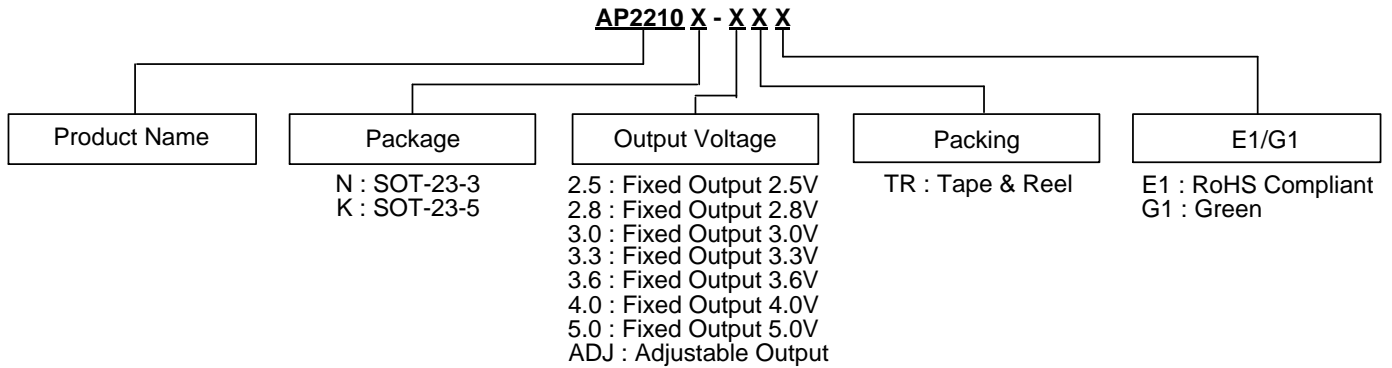 AP2210 X - X X X
Product Name
Package
Output Voltage
Packing
E1/G1
N : SOT-23-3
K : SOT-23-5
2.5 : Fixed Output 2.5V
2.8 : Fixed Output 2.8V
3.0 : Fixed Output 3.0V
3.3 : Fixed Output 3.3V
3.6 : Fixed Output 3.6V
4.0 : Fixed Output 4.0V
5.0 : Fixed Output 5.0V
ADJ : Adjustable Output
TR : Tape & Reel
E1 : RoHS Compliant
G1 : Green